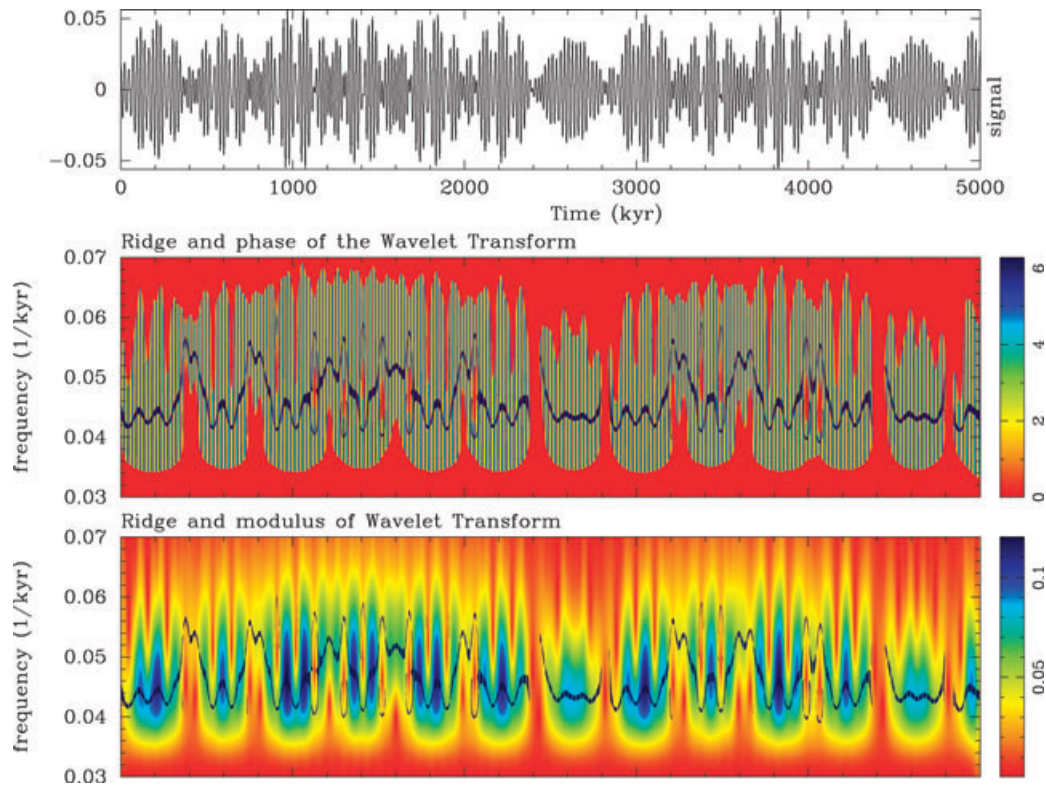 0.05
0
−0.05
signal
0 1000 2000 3000 4000 5000
Time (kyr)
Ridge and phase of the Wavelet Transform
0.07
0.06
0.05
0.04
0.03
frequency (1/kyr)
6
4
2
0
Ridge and modulus of Wavelet Transform
0.07
0.06
0.05
0.04
0.03
frequency (1/kyr)
0.1
0.05